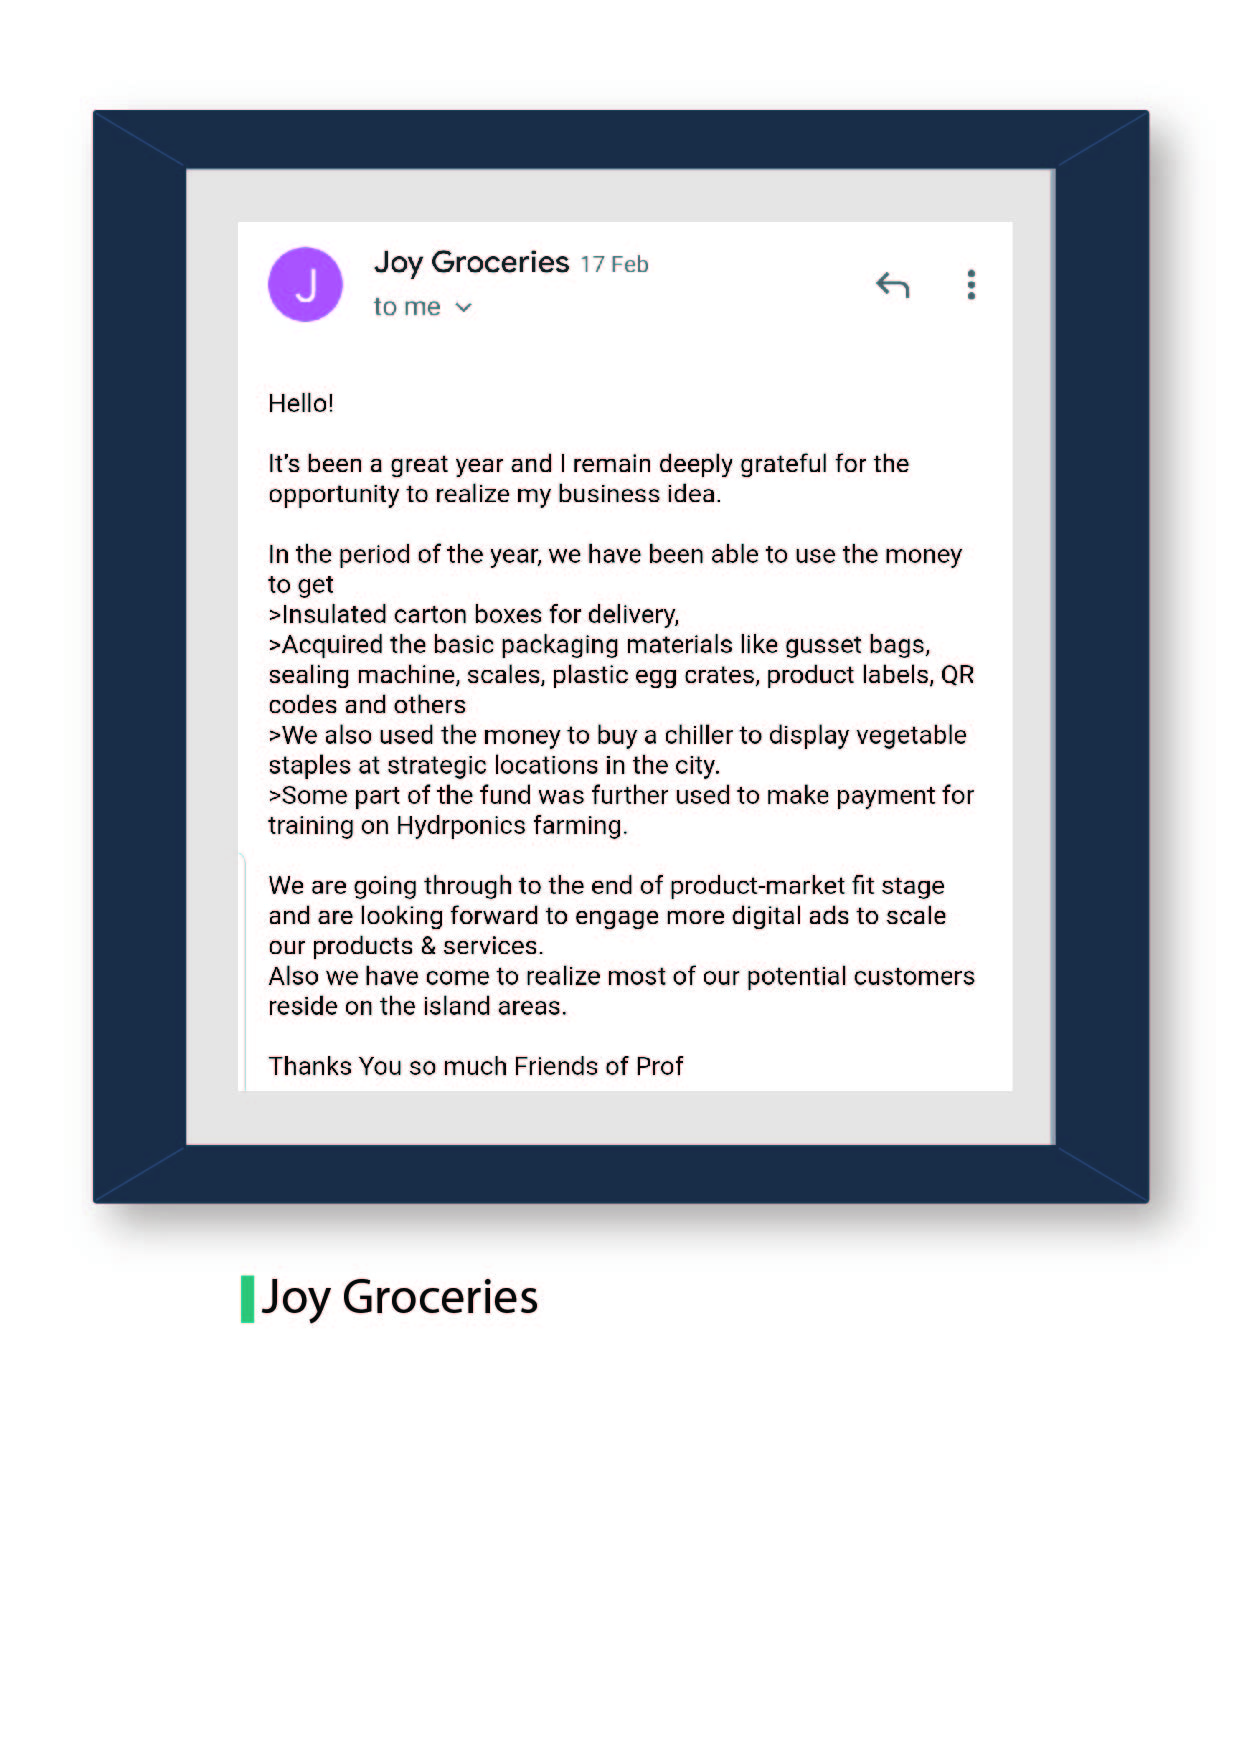 J
Joy Groceries 17 Feb
to me
Hello!
It's been a great year and I remain deeply grateful for the
opportunity to realize my business idea.
In the period of the year, we have been able to use the money
to get
>Insulated carton boxes for delivery,
>Acquired the basic packaging materials like gusset bags,
sealing machine, scales, plastic egg crates, product labels, QR
codes and others
>We also used the money to buy a chiller to display vegetable
staples at strategic locations in the city.
>Some part of the fund was further used to make payment for
training on Hydrponics farming.
We are going through to the end of product-market fit stage
and are looking forward to engage more digital ads to scale
our products & services.
Also we have come to realize most of our potential customers
reside on the island areas.
Thanks You so much Friends of Prof
Joy Groceries